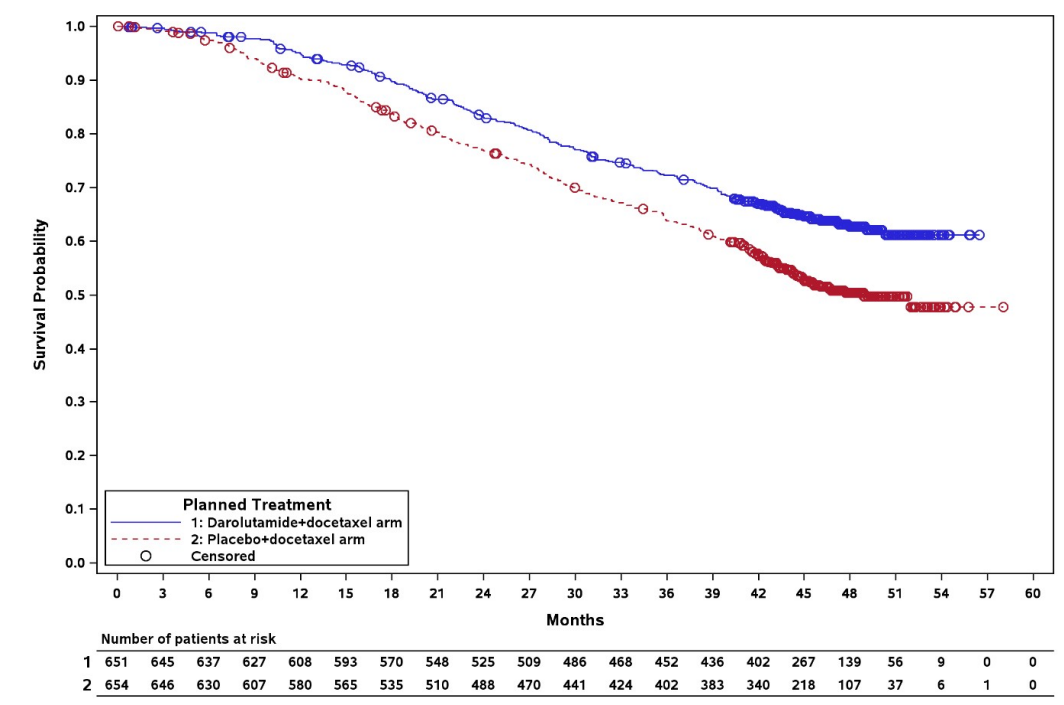 1.0
0.9
0.8
0.7
0.6
0.5
0.4
0.3
0.2
0.1
0.0
Survival Probability
Planned Treatment
1: Darolutamide+docetaxel arm
2: Placebo+docetaxel arm
Censored
0 3 6 9 12 15 18 21 24 27 30 33 36 39 42 45 48 51 54 57 60
Months
Number of patients at risk
1 651 645 637 627 608 593 570 548 525 509 486 468 452 436 402 267 139 56 9 0 0
2 654 646 630 607 580 565 535 510 488 470 441 424 402 383 340 218 107 37 6 1 0